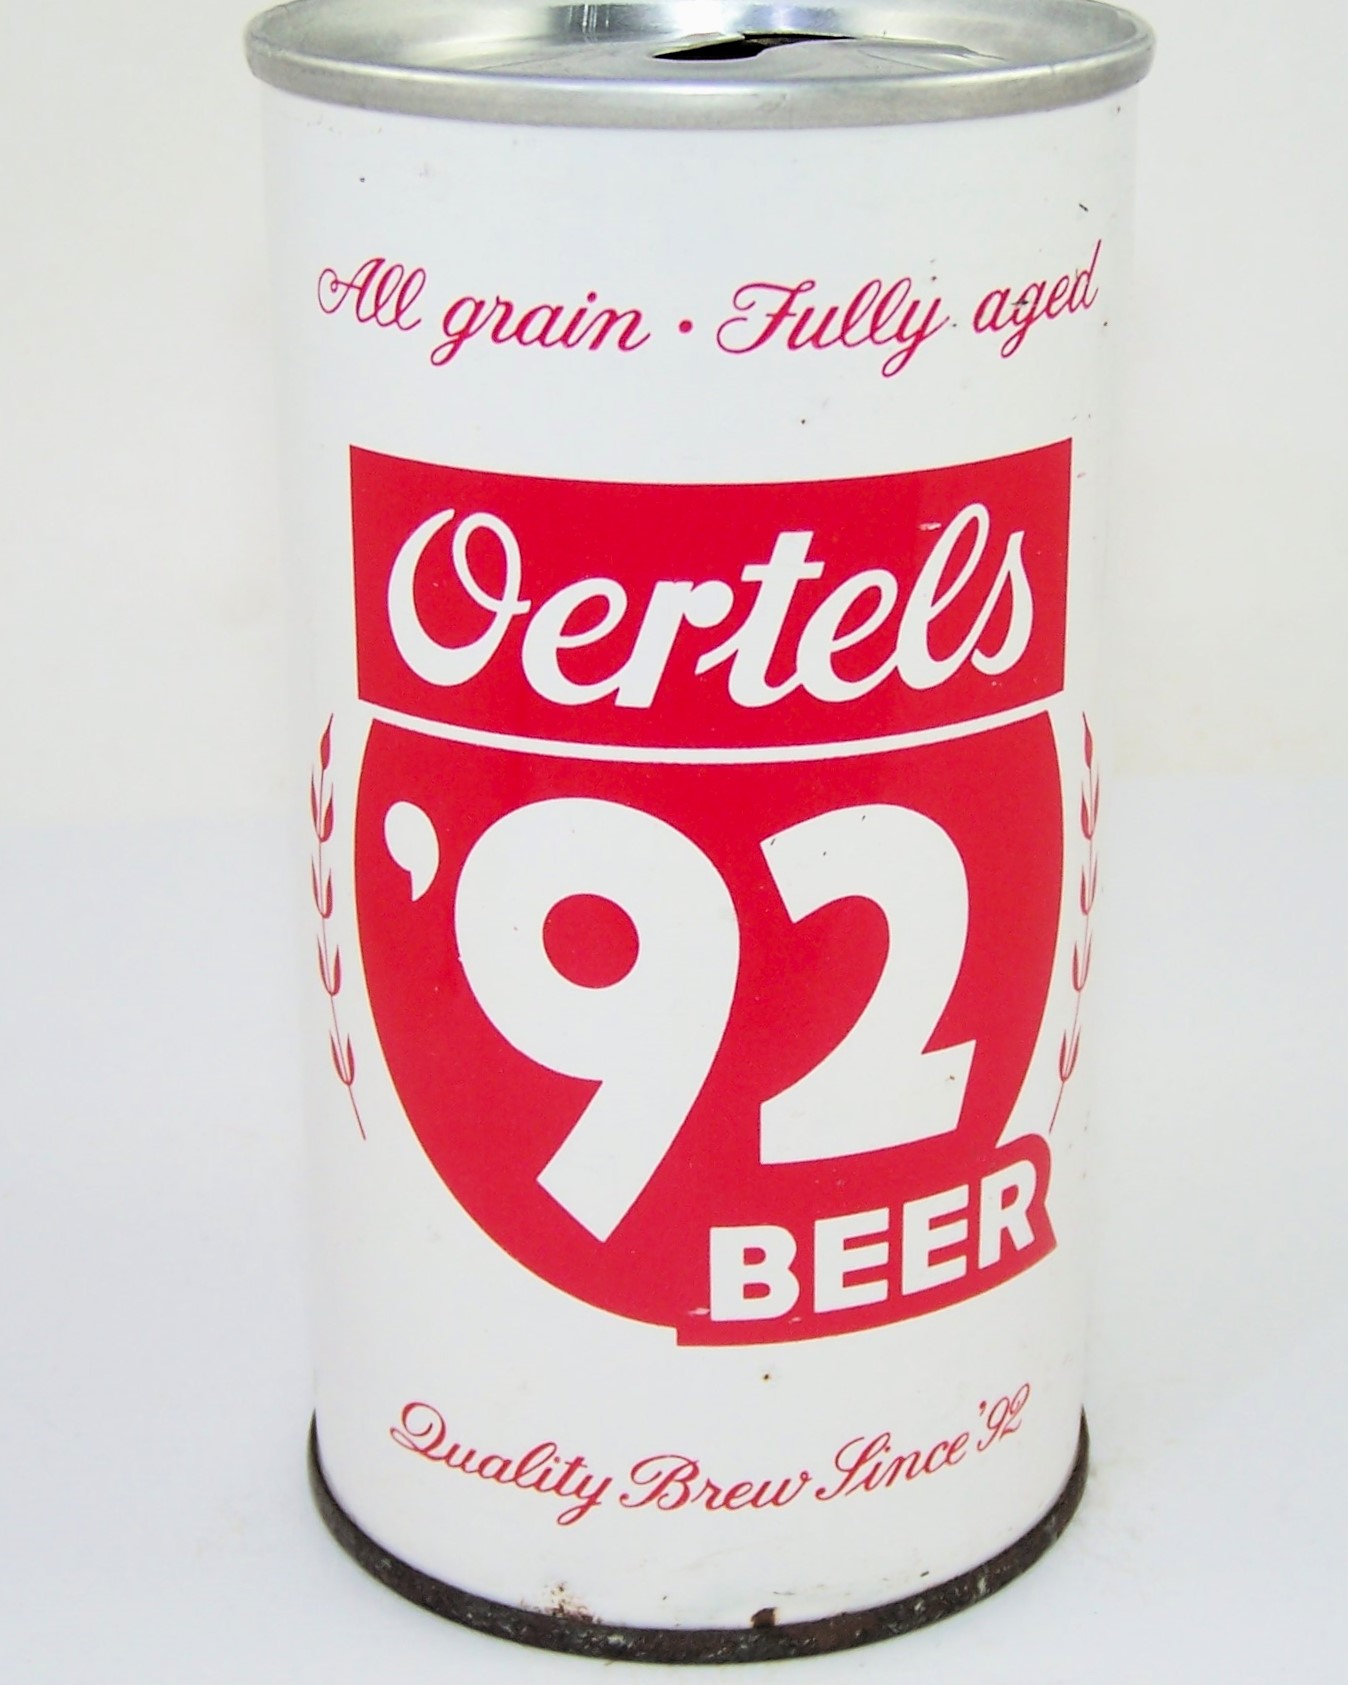 All grain · Fully aged
Oertels
'92
BEER
Quality Brew Since '92